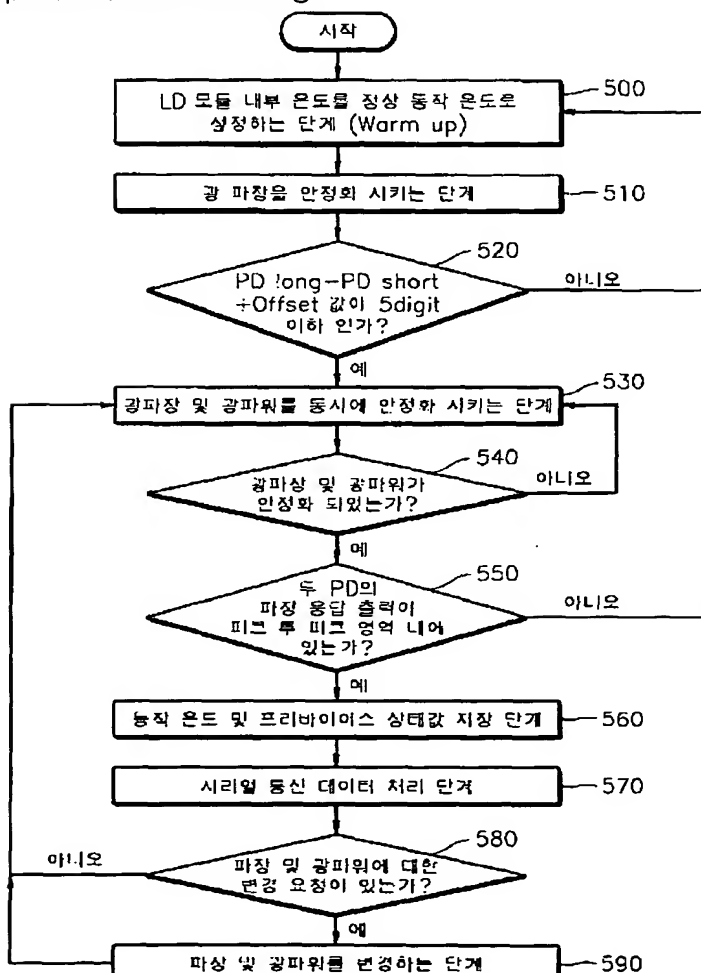 시작
LD 모듈 내부 온도를 정상 동작 온도로
설정하는 단계 (Warm up)
500
광 파장을 안정화 시키는 단계
510
520
PD long-PD short
+Offset 값이 5digit
이하 인가?
아니오
예
광파장 및 광파워를 동시에 안정화 시키는 단계
530
540
광파장 및 광파워가
안정화 되었는가?
아니오
예
550
두 PD의
파장 응답 출력이
피크 투 피크 영역 내에
있는가?
아니오
예
동작 온도 및 프리바이어스 상태값 저장 단계
560
시리얼 통신 데이터 처리 단계
570
580
아니오
파장 및 광파워에 대한
변경 요청이 있는가?
예
파장 및 광파워를 변경하는 단계
590